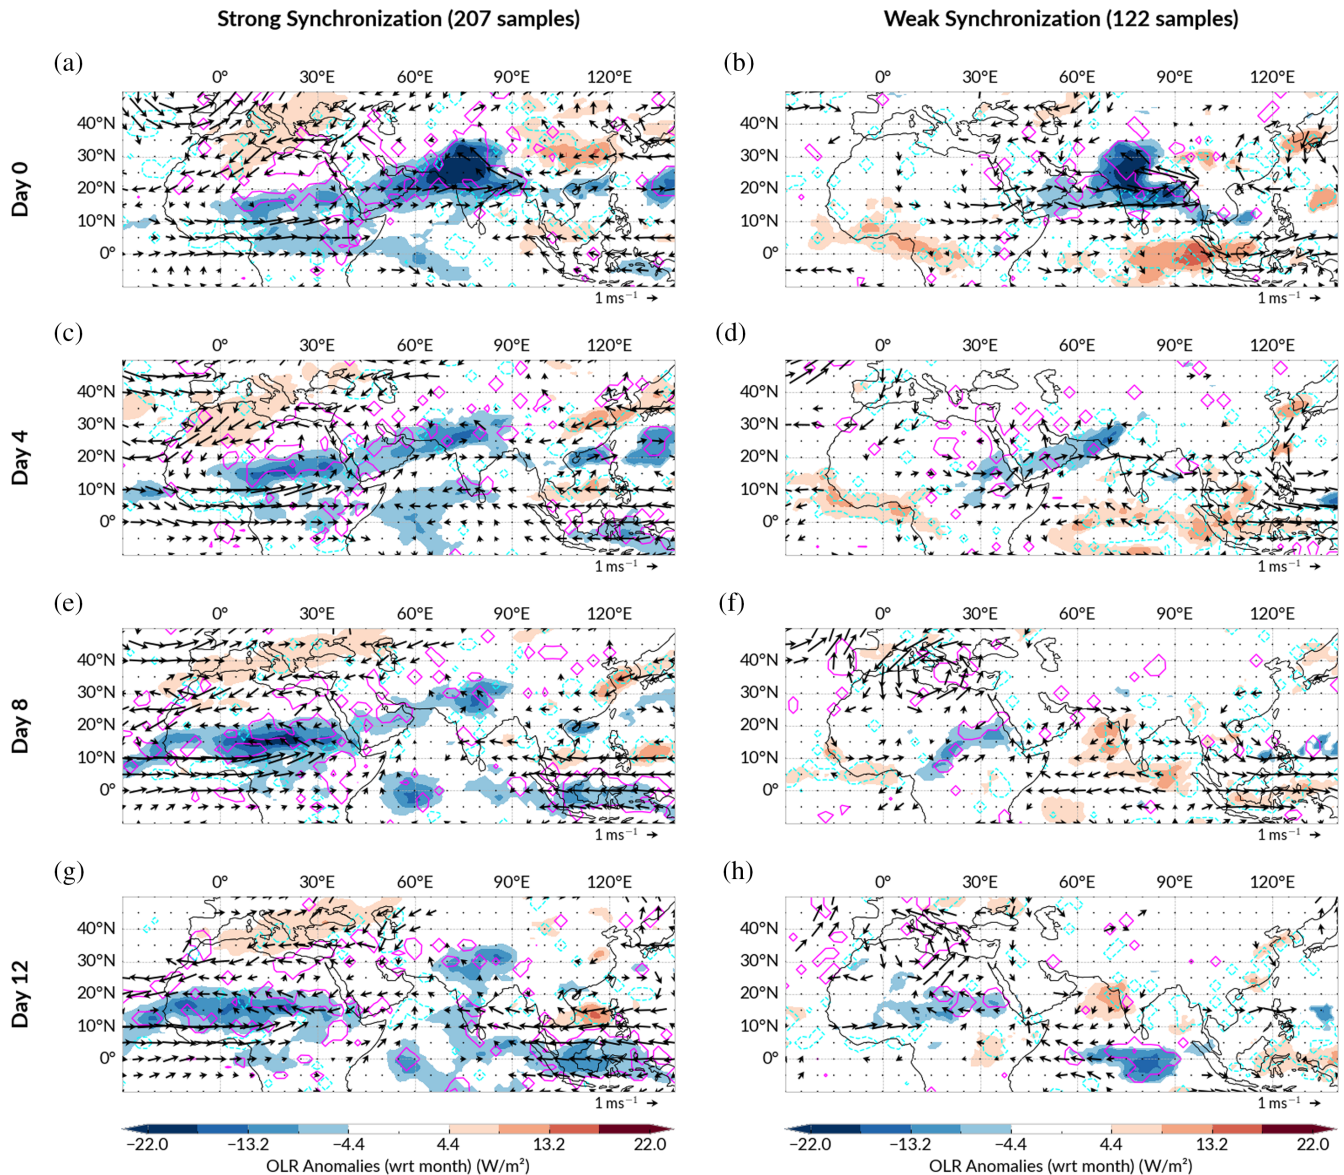 Strong Synchronization (207 samples)
Weak Synchronization (122 samples)
(a)
(b)
0° 30°E 60°E 90°E 120°E
0° 30°E 60°E 90°E 120°E
Day 0
40°N
30°N
20°N
10°N
0°
40°N
30°N
20°N
10°N
0°
1 ms⁻¹
1 ms⁻¹
(c)
(d)
0° 30°E 60°E 90°E 120°E
0° 30°E 60°E 90°E 120°E
Day 4
40°N
30°N
20°N
10°N
0°
40°N
30°N
20°N
10°N
0°
1 ms⁻¹
1 ms⁻¹
(e)
(f)
0° 30°E 60°E 90°E 120°E
0° 30°E 60°E 90°E 120°E
Day 8
40°N
30°N
20°N
10°N
0°
40°N
30°N
20°N
10°N
0°
1 ms⁻¹
1 ms⁻¹
(g)
(h)
0° 30°E 60°E 90°E 120°E
0° 30°E 60°E 90°E 120°E
Day 12
40°N
30°N
20°N
10°N
0°
40°N
30°N
20°N
10°N
0°
1 ms⁻¹
1 ms⁻¹
−22.0 −13.2 −4.4 4.4 13.2 22.0
−22.0 −13.2 −4.4 4.4 13.2 22.0
OLR Anomalies (wrt month) (W/m²)
OLR Anomalies (wrt month) (W/m²)